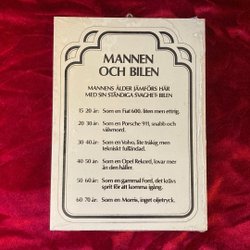 MANNEN
OCH BILEN
MANNENS ÅLDER JÄMFÖRS HÄR
MED SIN STÄNDIGA SVAGHET: BILEN
15 20 år: Som en Fiat 600, liten men ettrig.
20 30 år: Som en Porsche 911, snabb och
välvårdad.
30 40 år: Som en Volvo, lite tråkig men
tekniskt fulländad.
40 50 år: Som en Opel Rekord, lovar mer
än den håller.
50 60 år: Som en gammal Ford, det krävs
sprit för att komma igång.
60 70 år: Som en Morris, inget oljetryck.